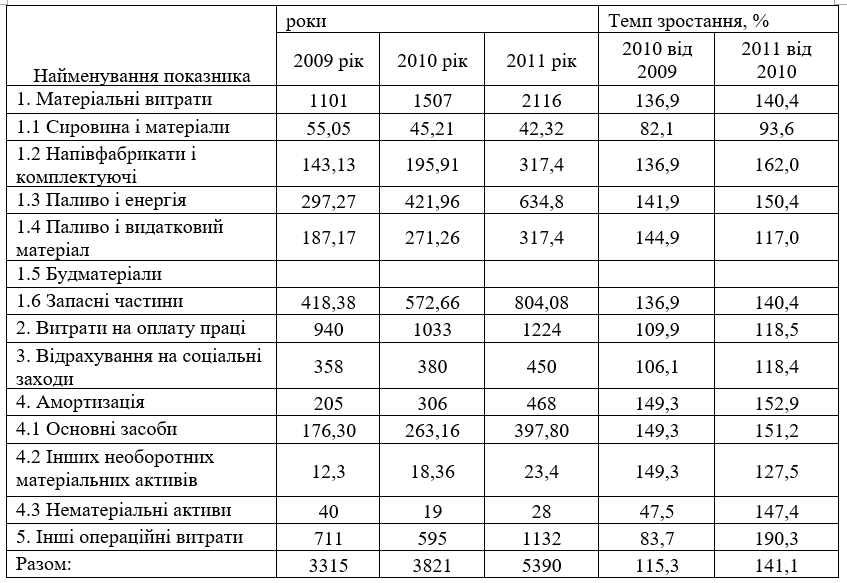 роки Темп зростання, %
Найменування показника 2009 рік 2010 рік 2011 рік 2010 від 2009 2011 від 2010
1. Матеріальні витрати 1101 1507 2116 136,9 140,4
1.1 Сировина і матеріали 55,05 45,21 42,32 82,1 93,6
1.2 Напівфабрикати і
комплектуючі 143,13 195,91 317,4 136,9 162,0
1.3 Паливо і енергія 297,27 421,96 634,8 141,9 150,4
1.4 Паливо і видатковий
матеріал 187,17 271,26 317,4 144,9 117,0
1.5 Будматеріали
1.6 Запасні частини 418,38 572,66 804,08 136,9 140,4
2. Витрати на оплату праці 940 1033 1224 109,9 118,5
3. Відрахування на соціальні
заходи 358 380 450 106,1 118,4
4. Амортизація 205 306 468 149,3 152,9
4.1 Основні засоби 176,30 263,16 397,80 149,3 151,2
4.2 Інших необоротних
матеріальних активів 12,3 18,36 23,4 149,3 127,5
4.3 Нематеріальні активи 40 19 28 47,5 147,4
5. Інші операційні витрати 711 595 1132 83,7 190,3
Разом: 3315 3821 5390 115,3 141,1